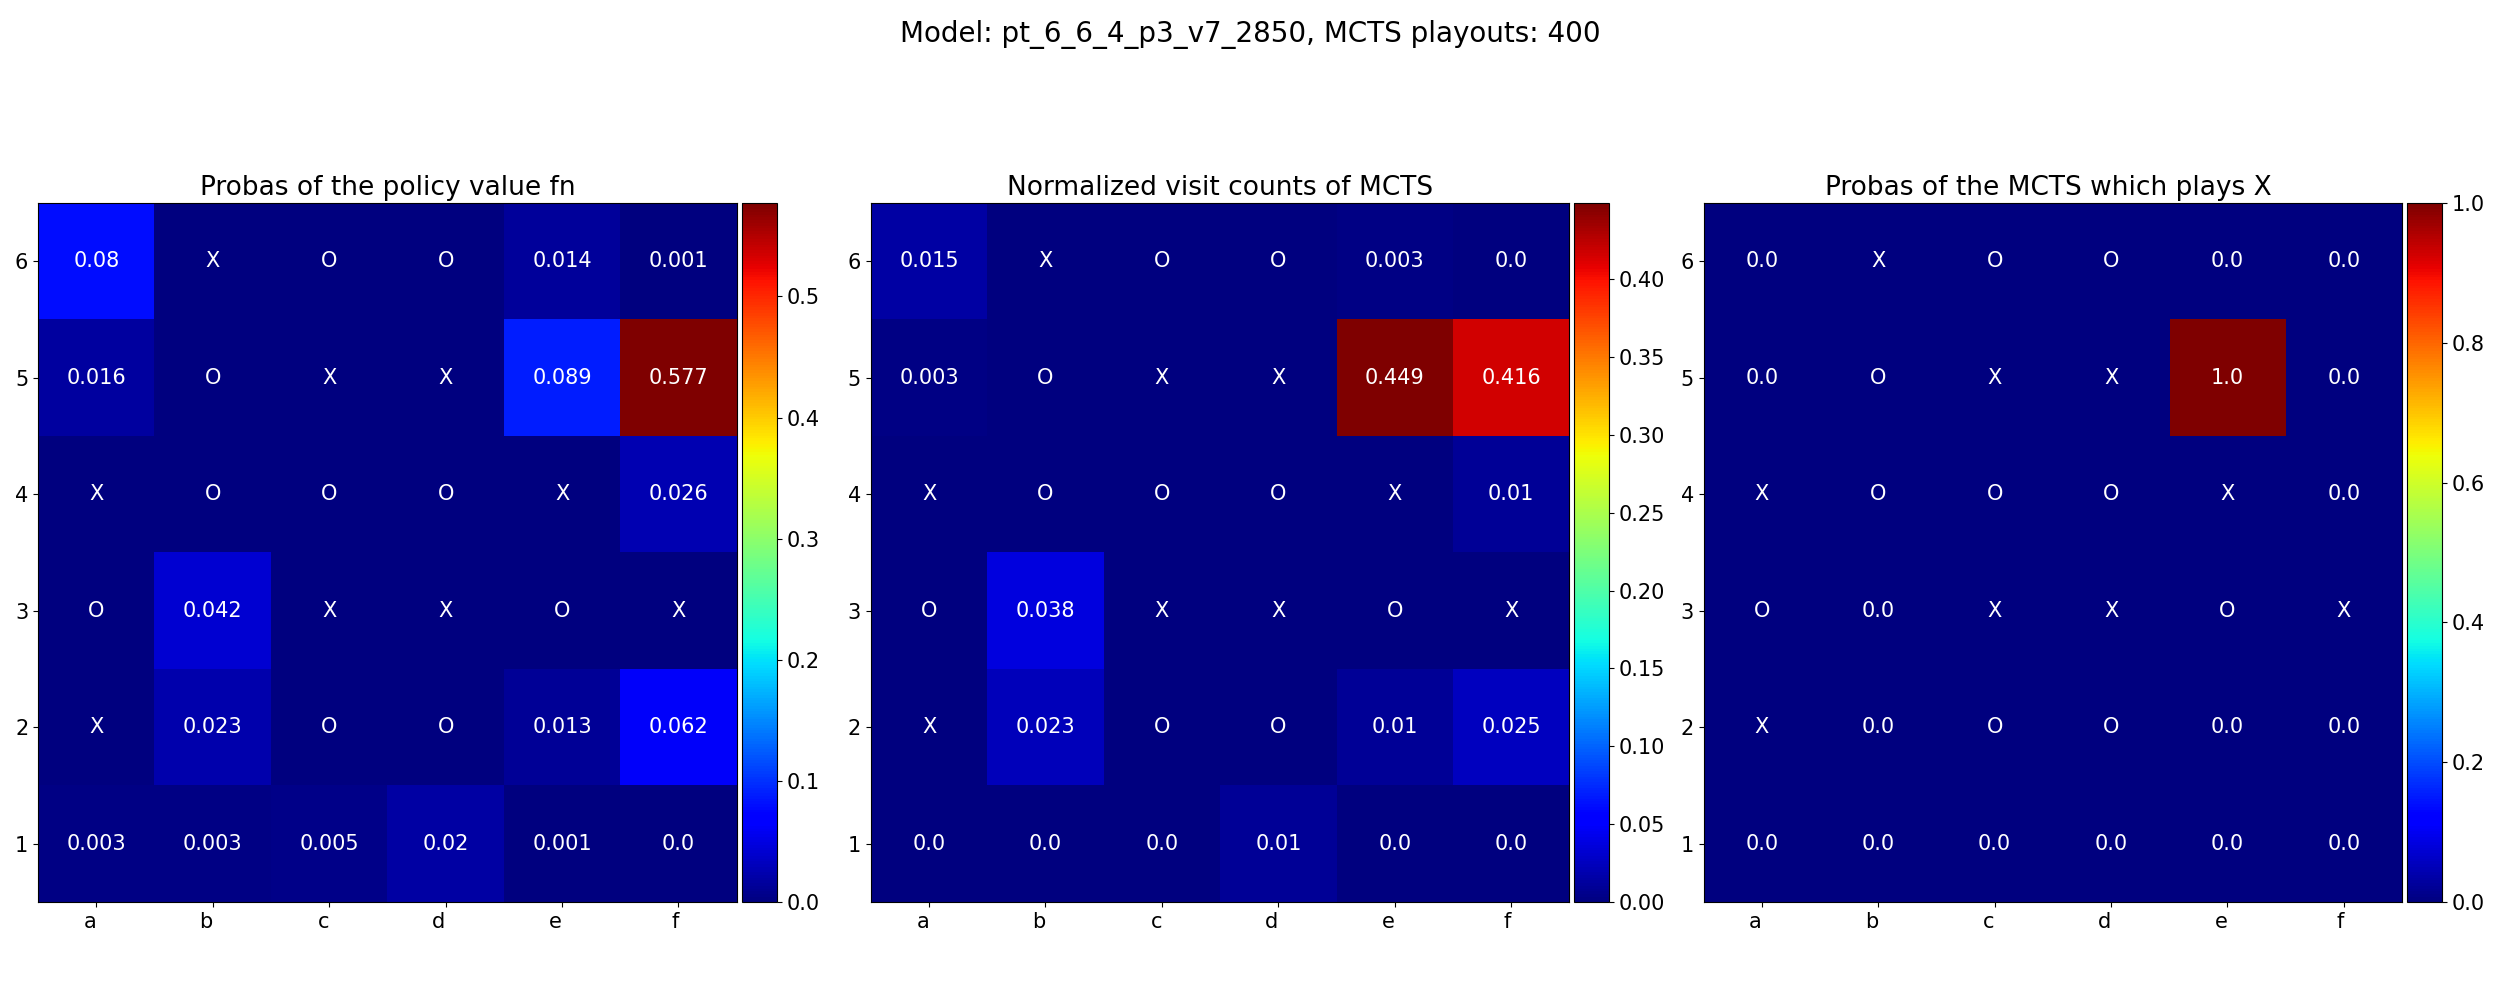 Model: pt_6_6_4_p3_v7_2850, MCTS playouts: 400
Probas of the policy value fn
6 0.08 X O O 0.014 0.001
5 0.016 O X X 0.089 0.577
4 X O O O X 0.026
3 O 0.042 X X O X
2 X 0.023 O O 0.013 0.062
1 0.003 0.003 0.005 0.02 0.001 0.0
a b c d e f
0.5
0.4
0.3
0.2
0.1
0.0
Normalized visit counts of MCTS
6 0.015 X O O 0.003 0.0
5 0.003 O X X 0.449 0.416
4 X O O O X 0.01
3 O 0.038 X X O X
2 X 0.023 O O 0.01 0.025
1 0.0 0.0 0.0 0.01 0.0 0.0
a b c d e f
0.40
0.35
0.30
0.25
0.20
0.15
0.10
0.05
0.00
Probas of the MCTS which plays X
6 0.0 X O O 0.0 0.0
5 0.0 O X X 1.0 0.0
4 X O O O X 0.0
3 O 0.0 X X O X
2 X 0.0 O O 0.0 0.0
1 0.0 0.0 0.0 0.0 0.0 0.0
a b c d e f
1.0
0.8
0.6
0.4
0.2
0.0